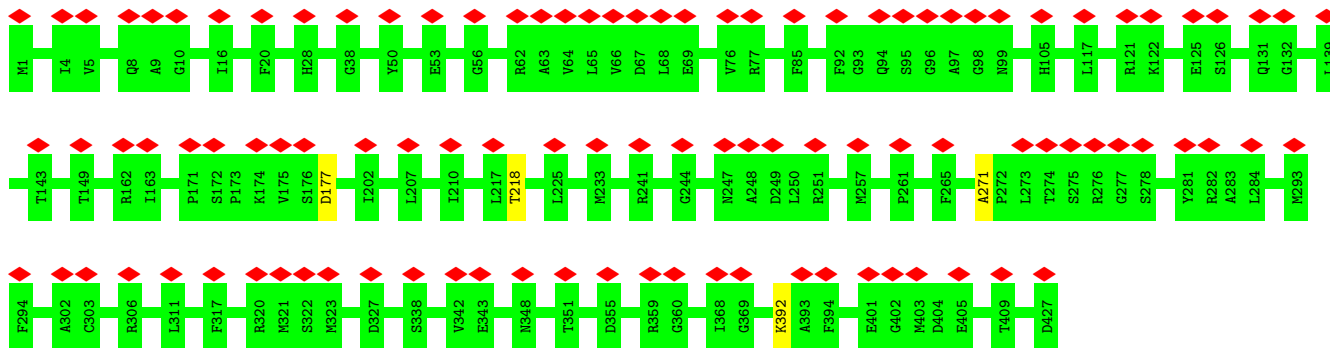 M1 I4 V5 Q8 A9 G10 I16 F20 H28 G38 Y50 E53 G56 R62 A63 V64 L65 V66 D67 L68 E69 V76 R77 F85 F92 G93 Q94 S95 G96 A97 G98 N99 H105 L117 R121 K122 E125 S126 Q131 G132 L139
T143 T149 R162 I163 P171 S172 P173 K174 V175 S176 D177 I202 L207 I210 L217 T218 L225 M233 R241 G244 N247 A248 D249 L250 R251 M257 P261 F265 A271 P272 L273 T274 S275 R276 G277 S278 Y281 R282 A283 L284 M293
F294 A302 C303 R306 L311 F317 R320 M321 S322 M323 D327 S338 V342 E343 N348 T351 D355 R359 G360 I368 G369 K392 A393 F394 E401 G402 M403 D404 E405 T409 D427